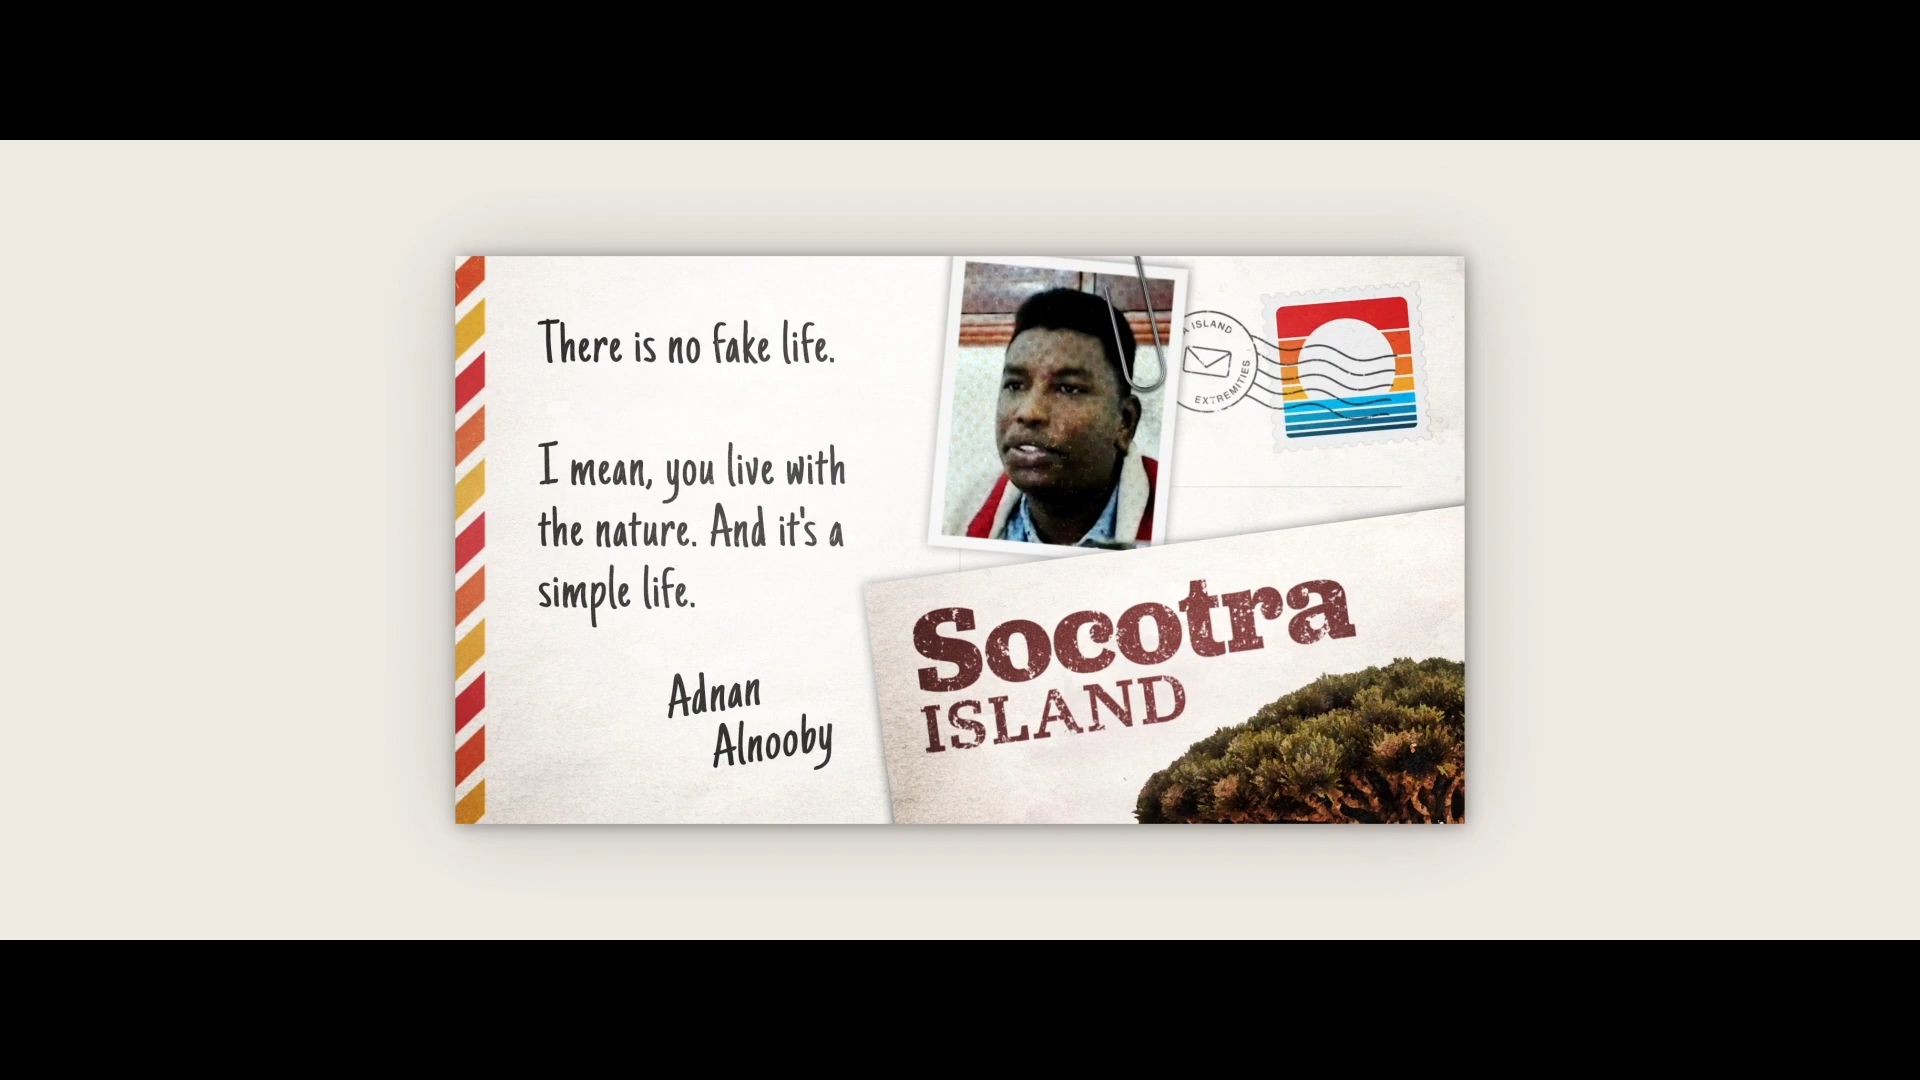 There is no fake life.
I mean, you live with
the nature. And it's a
simple life.
Adnan
Alnooby
ISLAND
EXTREMITIES
Socotra
ISLAND